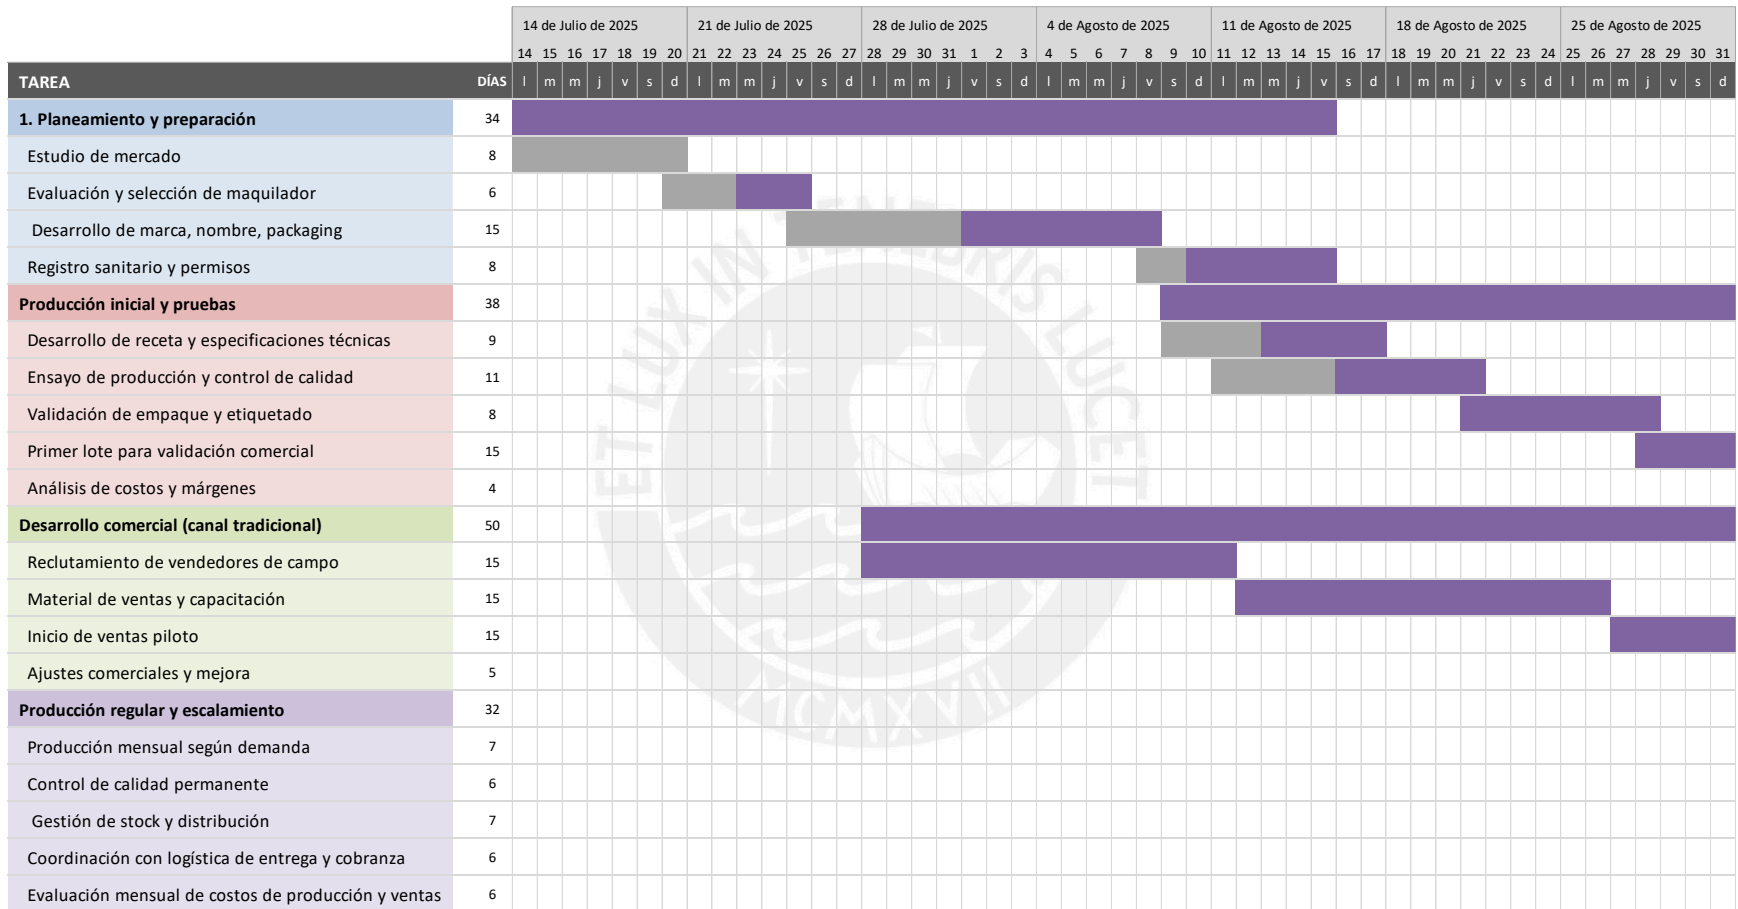 14 de Julio de 2025 21 de Julio de 2025 28 de Julio de 2025 4 de Agosto de 2025 11 de Agosto de 2025 18 de Agosto de 2025 25 de Agosto de 2025
14 15 16 17 18 19 20 21 22 23 24 25 26 27 28 29 30 31 1 2 3 4 5 6 7 8 9 10 11 12 13 14 15 16 17 18 19 20 21 22 23 24 25 26 27 28 29 30 31
TAREA DÍAS l m m j v s d l m m j v s d l m m j v s d l m m j v s d l m m j v s d l m m j v s d l m m j v s d
1. Planeamiento y preparación 34
Estudio de mercado 8
Evaluación y selección de maquilador 6
Desarrollo de marca, nombre, packaging 15
Registro sanitario y permisos 8
Producción inicial y pruebas 38
Desarrollo de receta y especificaciones técnicas 9
Ensayo de producción y control de calidad 11
Validación de empaque y etiquetado 8
Primer lote para validación comercial 15
Análisis de costos y márgenes 4
Desarrollo comercial (canal tradicional) 50
Reclutamiento de vendedores de campo 15
Material de ventas y capacitación 15
Inicio de ventas piloto 15
Ajustes comerciales y mejora 5
Producción regular y escalamiento 32
Producción mensual según demanda 7
Control de calidad permanente 6
Gestión de stock y distribución 7
Coordinación con logística de entrega y cobranza 6
Evaluación mensual de costos de producción y ventas 6
ET LUX IN TENEBRIS LUCET
MCMXVII